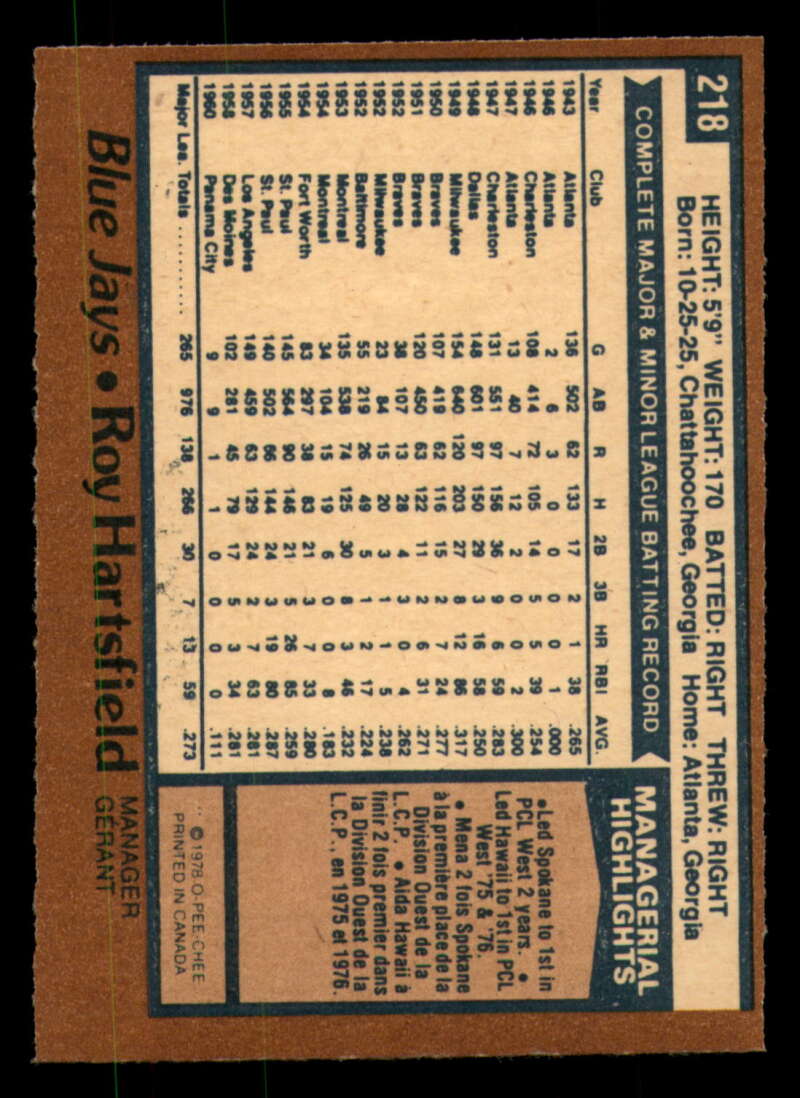 218
HEIGHT: 5'9" WEIGHT: 170 BATTED: RIGHT THREW: RIGHT
Born: 10-25-25, Chattahoochee, Georgia Home: Atlanta, Georgia
COMPLETE MAJOR & MINOR LEAGUE BATTING RECORD
Year Club G AB R H 2B 3B HR RBI AVG.
1943 Atlanta 136 502 62 133 17 2 1 38 .265
1946 Atlanta 2 6 3 0 0 0 0 1 .000
1946 Charleston 108 414 72 105 14 5 5 39 .254
1947 Atlanta 13 40 7 12 2 0 0 2 .300
1947 Charleston 131 551 97 156 36 9 6 59 .283
1948 Dallas 148 601 97 150 29 3 16 58 .250
1949 Milwaukee 154 640 120 203 27 8 12 86 .317
1950 Braves 107 419 62 116 15 2 7 24 .277
1951 Braves 120 450 63 122 11 2 6 31 .271
1952 Braves 38 107 13 28 4 3 0 4 .262
1952 Milwaukee 23 84 15 20 3 1 1 5 .238
1952 Baltimore 55 219 26 49 5 1 2 17 .224
1953 Montreal 135 538 74 125 30 8 3 46 .232
1954 Montreal 34 104 15 19 6 0 0 8 .183
1954 Fort Worth 83 297 38 83 21 3 7 33 .280
1955 St. Paul 145 564 90 146 21 5 26 85 .259
1956 St. Paul 140 502 66 144 24 3 19 80 .287
1957 Los Angeles 149 459 63 129 24 2 7 63 .281
1958 Des Moines 102 281 45 79 17 5 3 34 .281
1960 Panama City 9 9 1 1 0 0 0 0 .111
Major Lea. Totals .......... 265 976 138 266 30 7 13 59 .273
MANAGERIAL
HIGHLIGHTS
•Led Spokane to 1st in
PCL West 2 years. •
Led Hawaii to 1st in PCL
West '75 & '76.
• Mena 2 fois Spokane
à la première place de la
Division Ouest de la
L.C.P. • Aida Hawaii à
finir 2 fois premier dans
la Division Ouest de la
L.C.P., en 1975 et 1976.
** © 1978 O-PEE-CHEE
PRINTED IN CANADA
Blue Jays • Roy Hartsfield MANAGER
GÉRANT